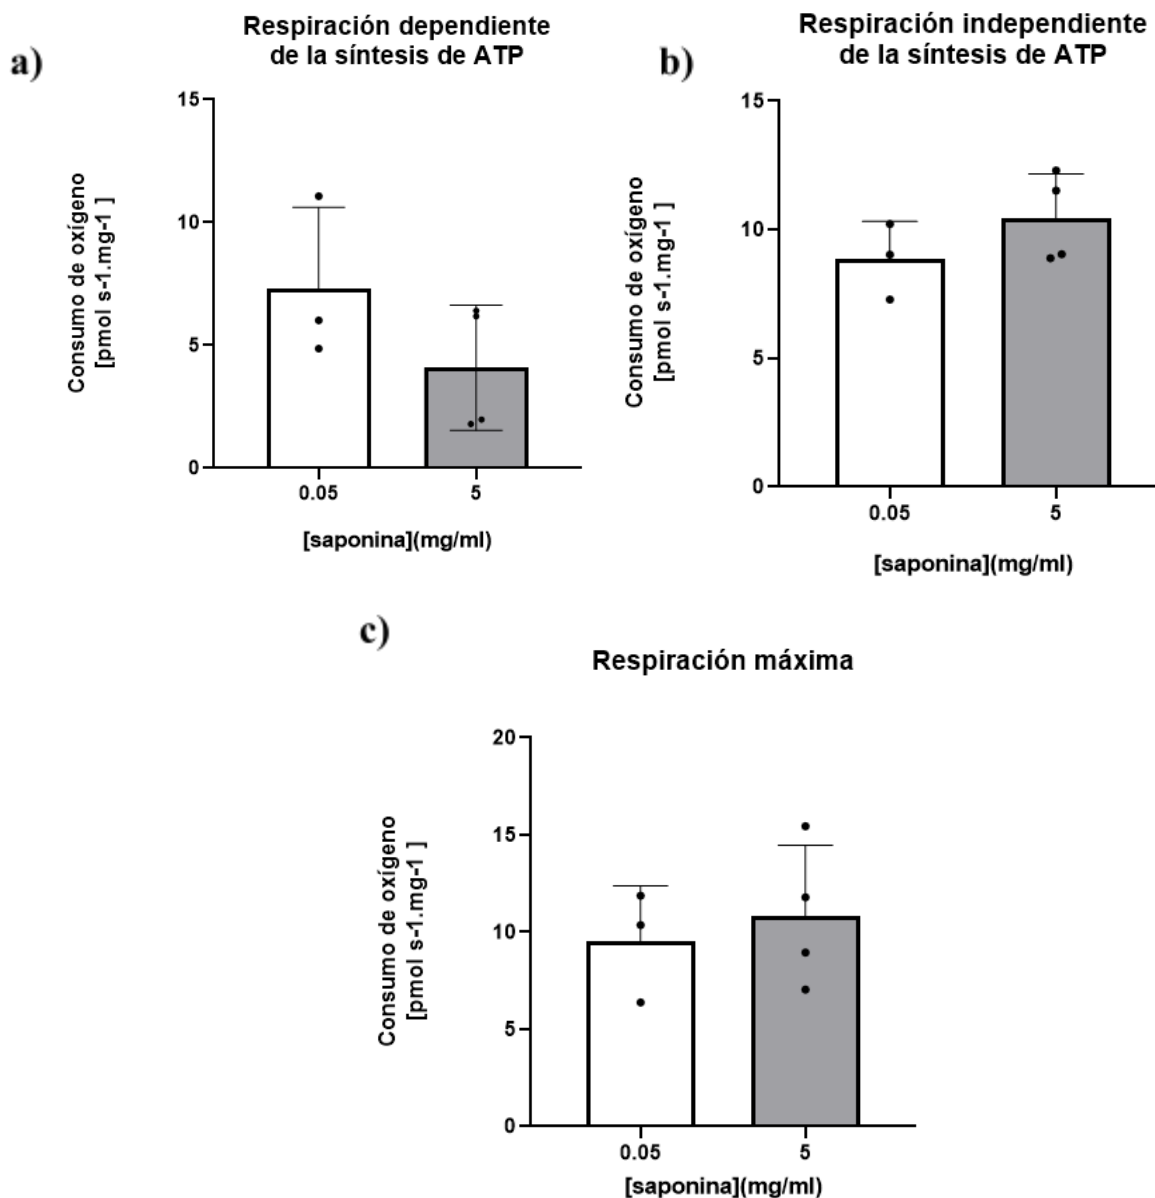 a)
Respiración dependiente
de la síntesis de ATP
Consumo de oxígeno
[pmol s-1.mg-1 ]
15
10
5
0
0.05
5
[saponina](mg/ml)
b)
Respiración independiente
de la síntesis de ATP
Consumo de oxígeno
[pmol s-1.mg-1 ]
15
10
5
0
0.05
5
[saponina](mg/ml)
c)
Respiración máxima
Consumo de oxígeno
[pmol s-1.mg-1 ]
20
15
10
5
0
0.05
5
[saponina](mg/ml)